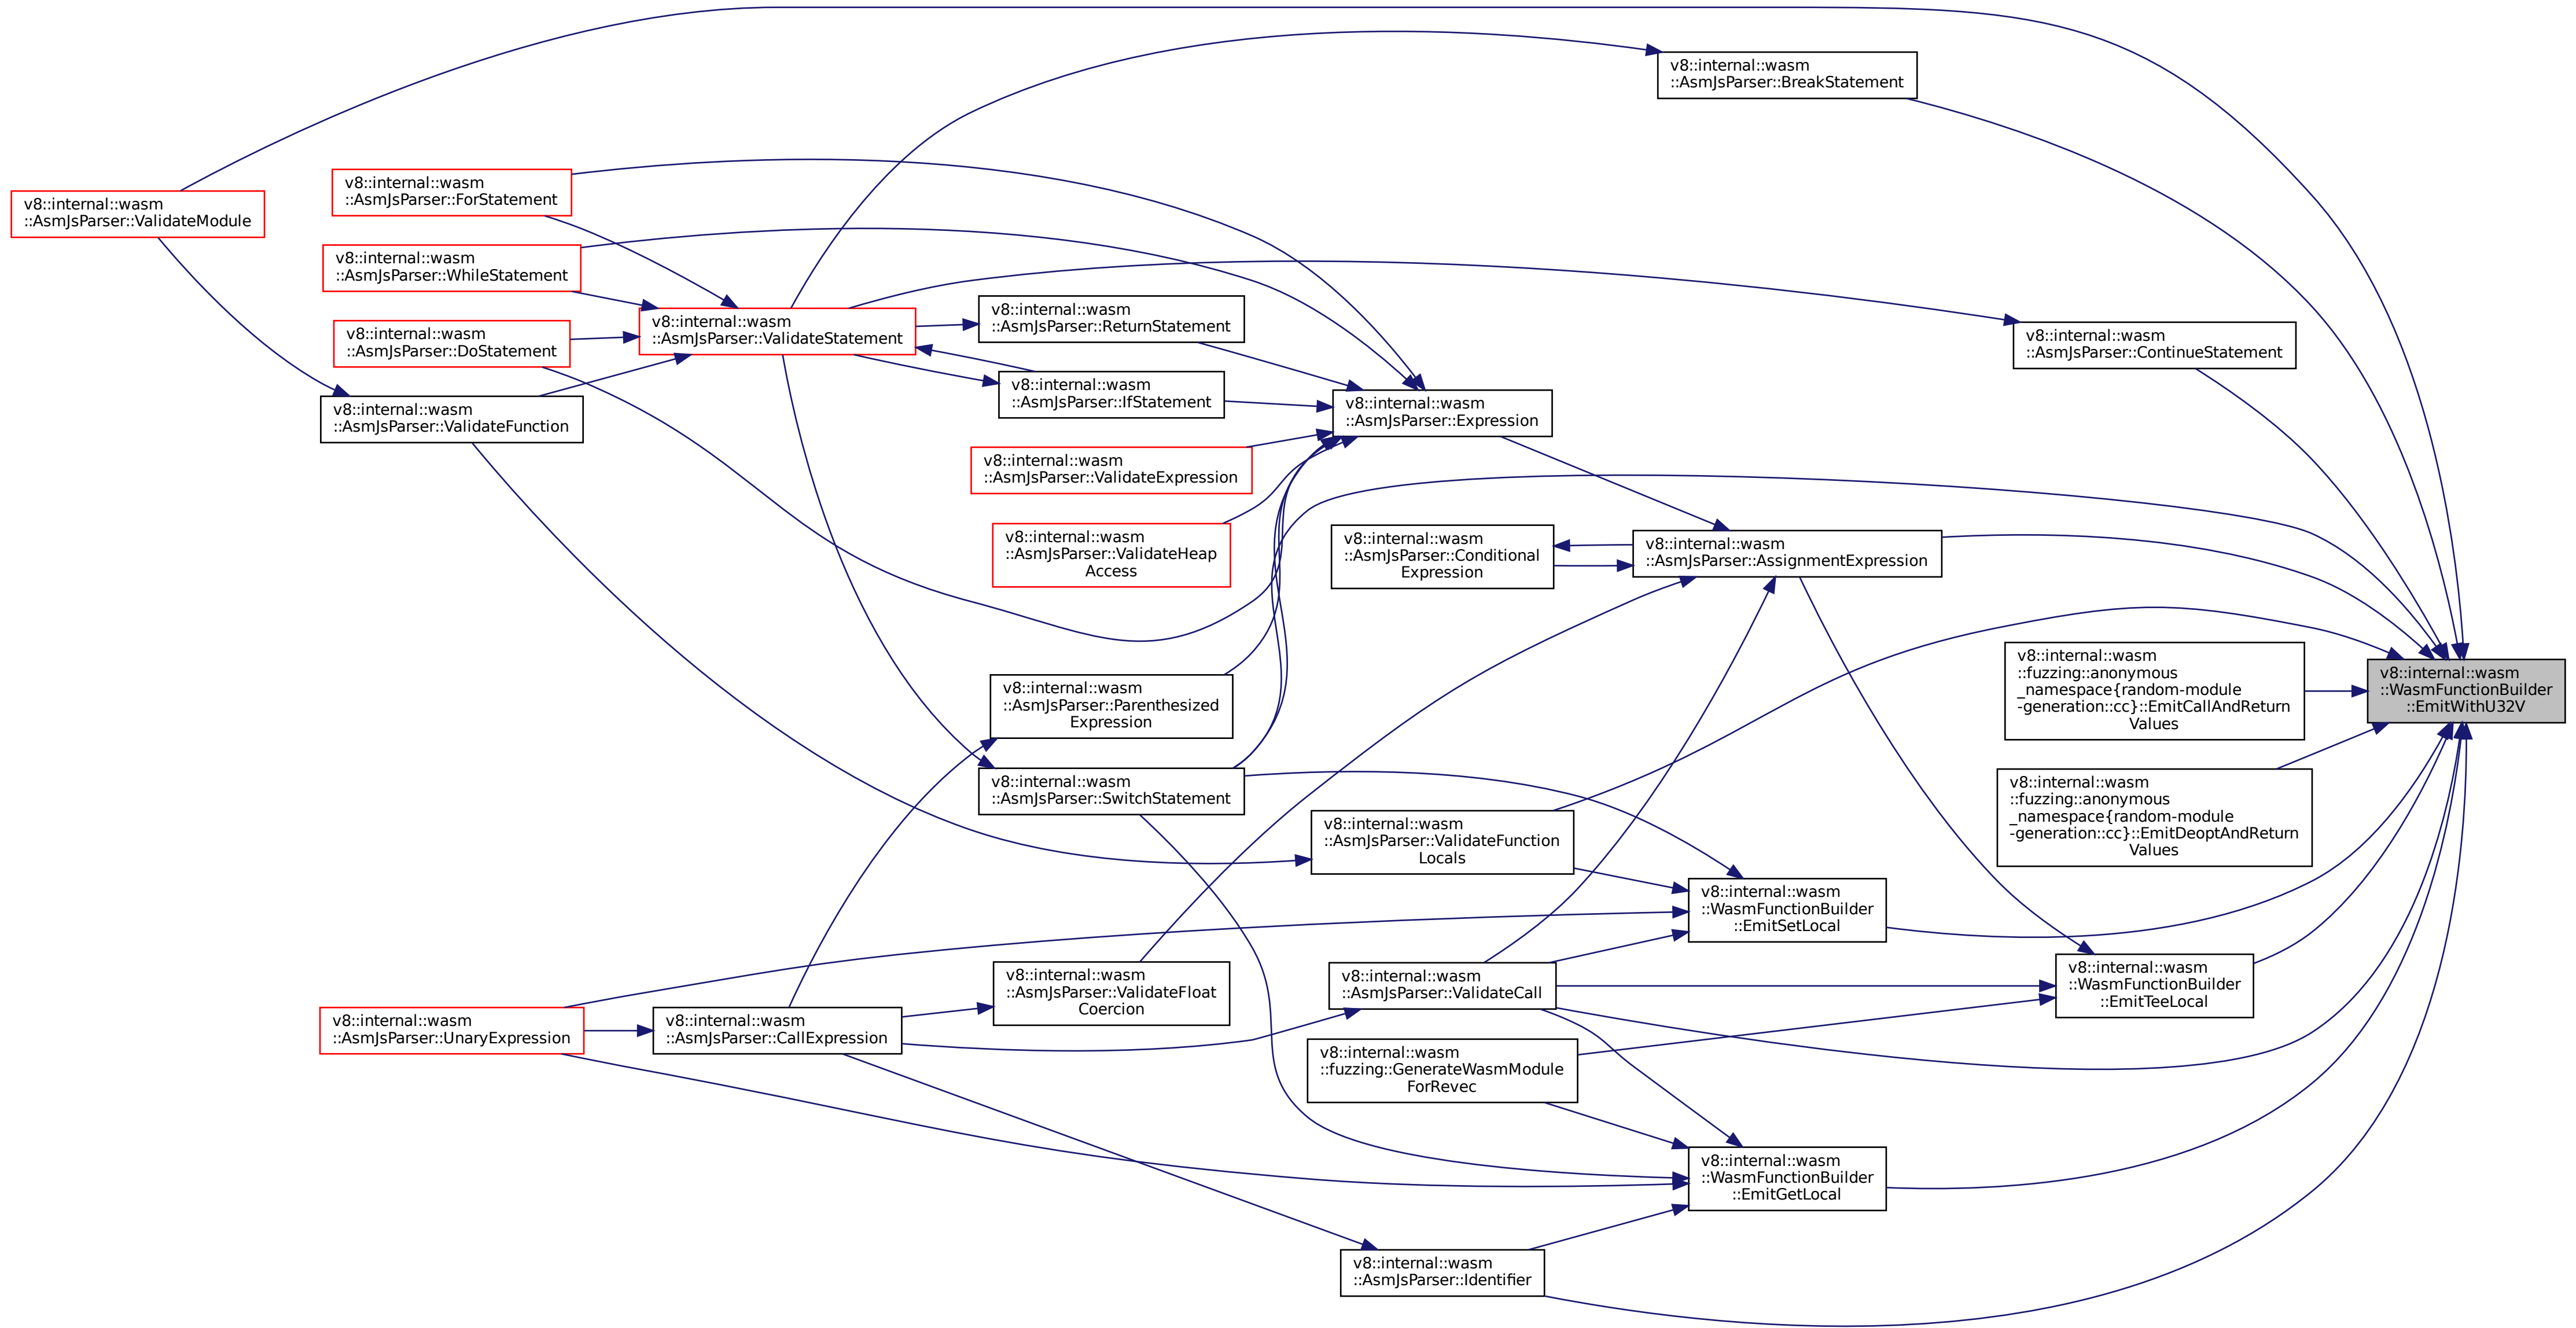 v8::internal::wasm
::AsmJsParser::BreakStatement
v8::internal::wasm
::AsmJsParser::ForStatement
v8::internal::wasm
::AsmJsParser::ValidateModule
v8::internal::wasm
::AsmJsParser::WhileStatement
v8::internal::wasm
::AsmJsParser::ReturnStatement
v8::internal::wasm
::AsmJsParser::ValidateStatement
v8::internal::wasm
::AsmJsParser::DoStatement
v8::internal::wasm
::AsmJsParser::ContinueStatement
v8::internal::wasm
::AsmJsParser::IfStatement
v8::internal::wasm
::AsmJsParser::Expression
v8::internal::wasm
::AsmJsParser::ValidateFunction
v8::internal::wasm
::AsmJsParser::ValidateExpression
v8::internal::wasm
::AsmJsParser::ValidateHeap
Access
v8::internal::wasm
::AsmJsParser::Conditional
Expression
v8::internal::wasm
::AsmJsParser::AssignmentExpression
v8::internal::wasm
::fuzzing::anonymous
_namespace{random-module
-generation::cc}::EmitCallAndReturn
Values
v8::internal::wasm
::WasmFunctionBuilder
::EmitWithU32V
v8::internal::wasm
::AsmJsParser::Parenthesized
Expression
v8::internal::wasm
::AsmJsParser::SwitchStatement
v8::internal::wasm
::fuzzing::anonymous
_namespace{random-module
-generation::cc}::EmitDeoptAndReturn
Values
v8::internal::wasm
::AsmJsParser::ValidateFunction
Locals
v8::internal::wasm
::WasmFunctionBuilder
::EmitSetLocal
v8::internal::wasm
::AsmJsParser::ValidateFloat
Coercion
v8::internal::wasm
::AsmJsParser::ValidateCall
v8::internal::wasm
::WasmFunctionBuilder
::EmitTeeLocal
v8::internal::wasm
::AsmJsParser::UnaryExpression
v8::internal::wasm
::AsmJsParser::CallExpression
v8::internal::wasm
::fuzzing::GenerateWasmModule
ForRevec
v8::internal::wasm
::WasmFunctionBuilder
::EmitGetLocal
v8::internal::wasm
::AsmJsParser::Identifier